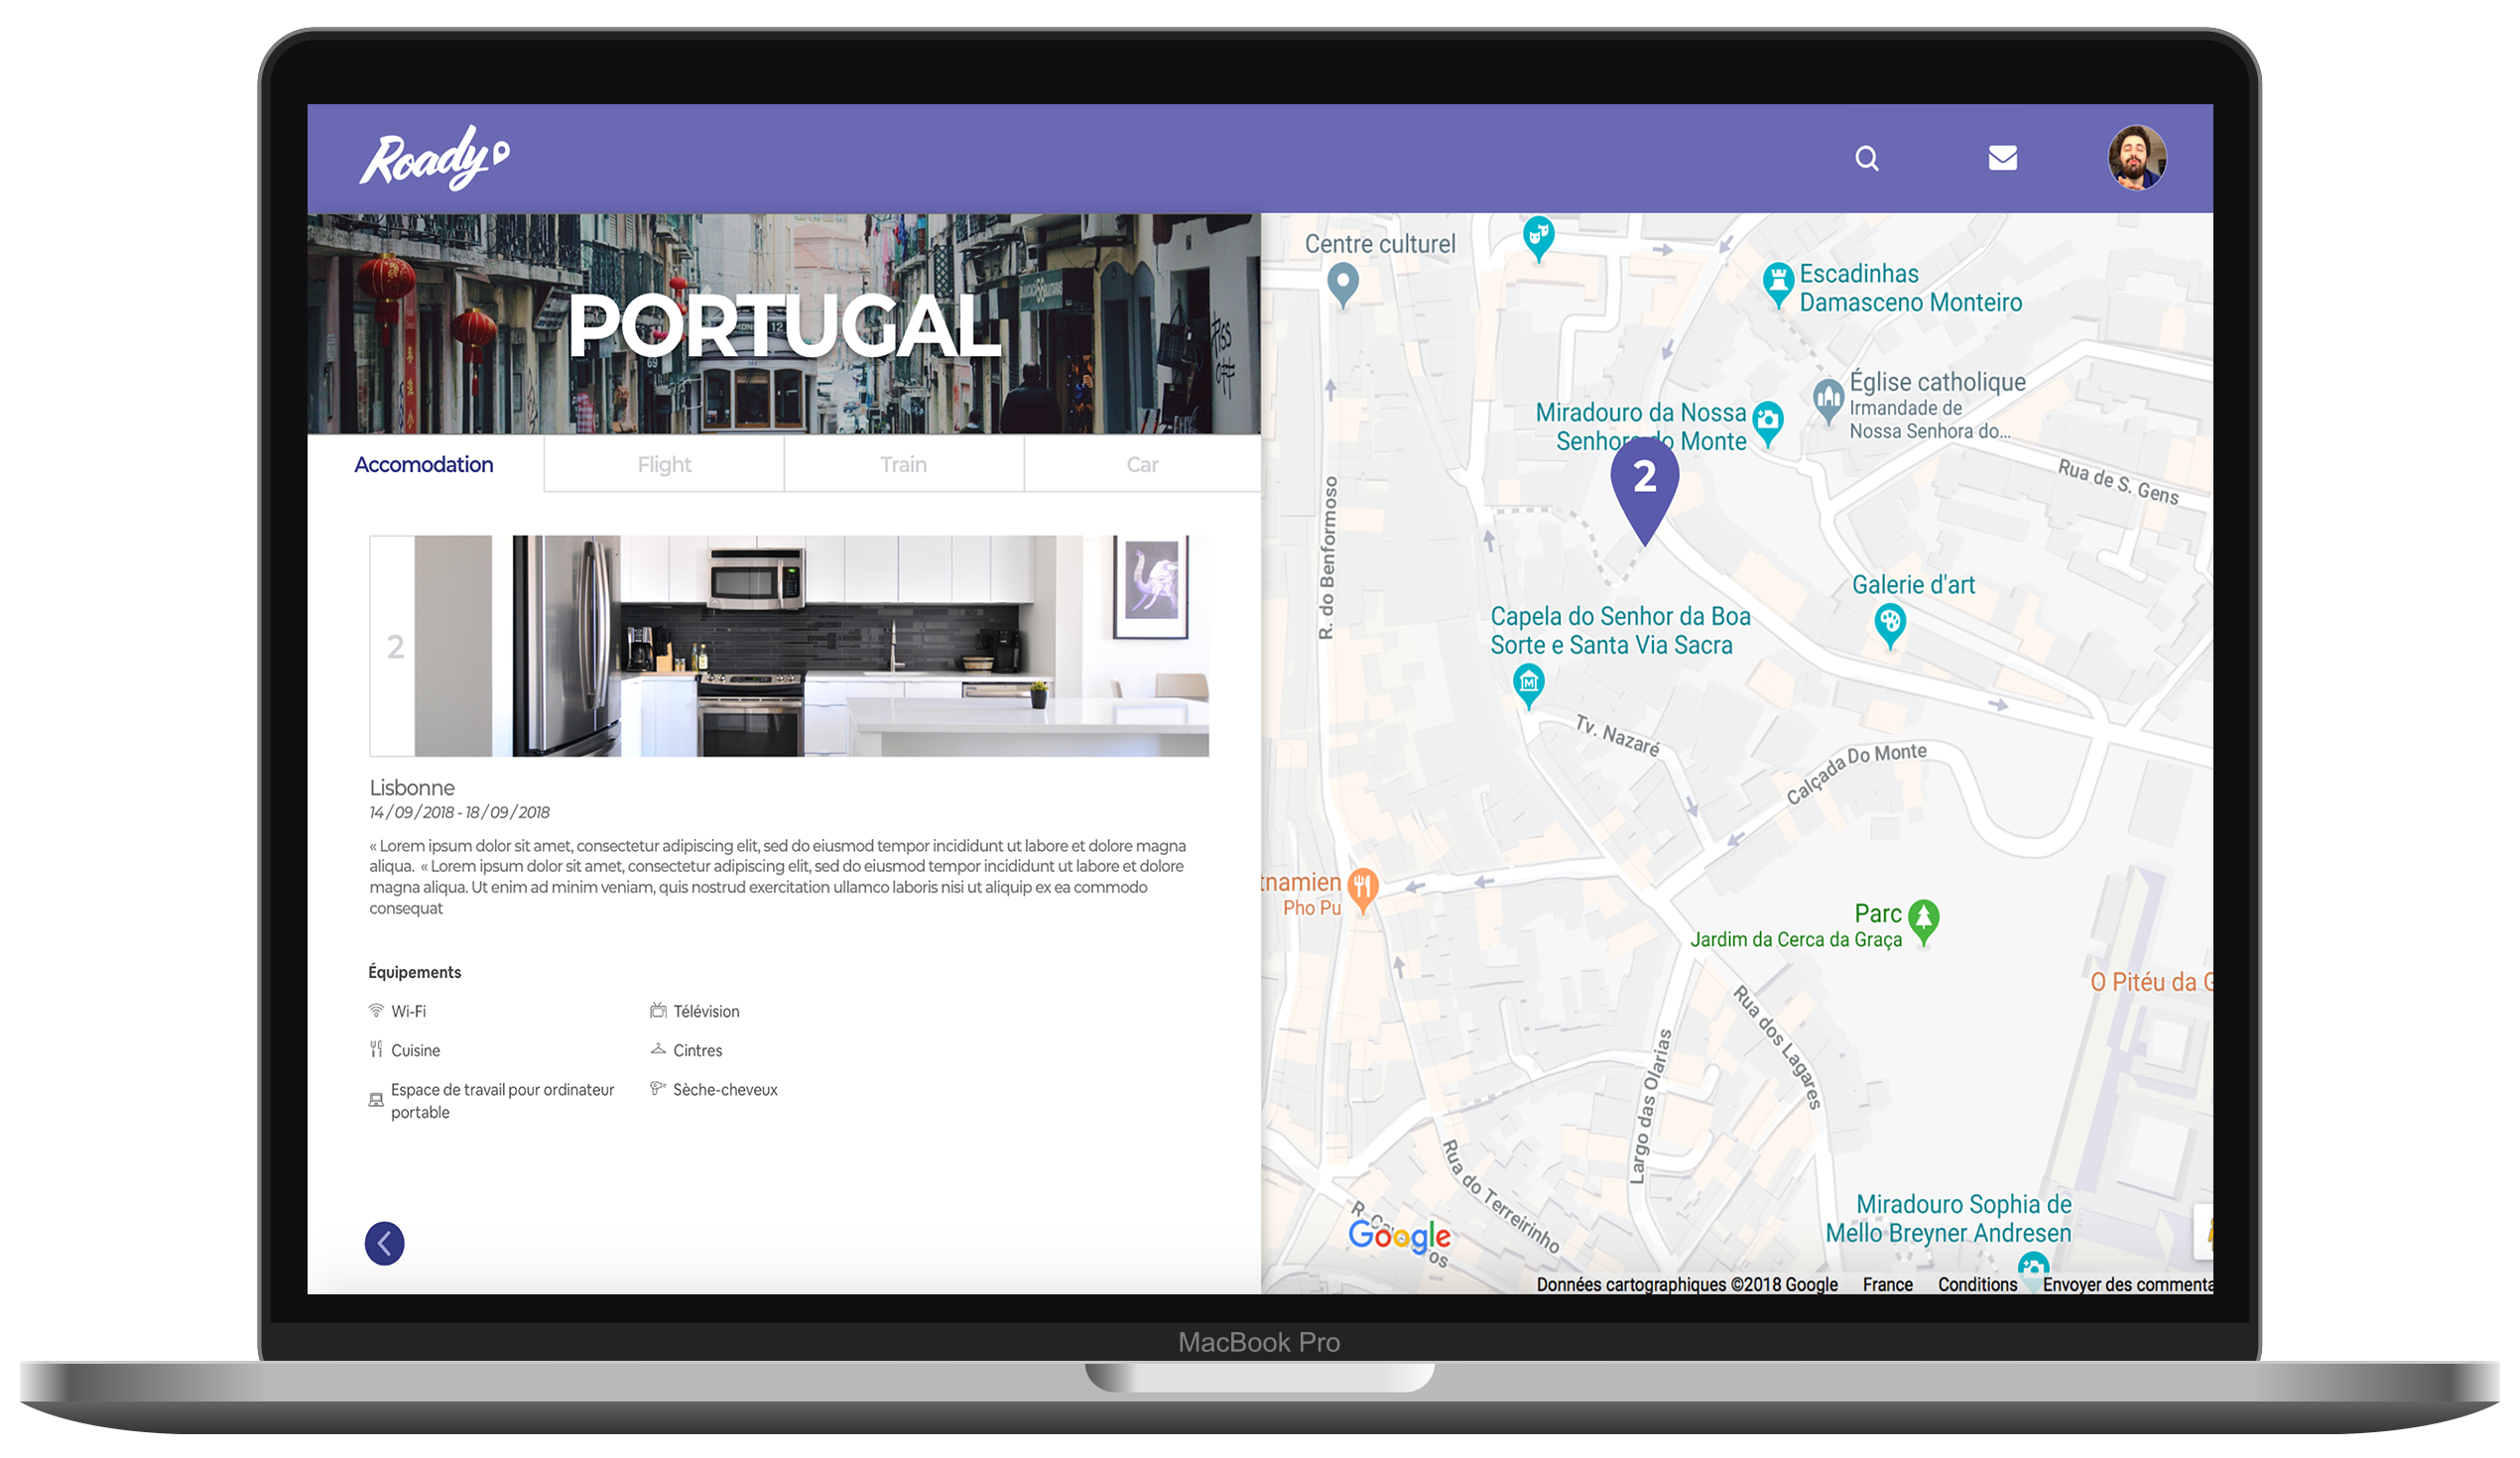 Roady
PORTUGAL
Accomodation
Flight
Train
Car
2
Lisbonne
14/09/2018 - 18/09/2018
« Lorem ipsum dolor sit amet, consectetur adipiscing elit, sed do eiusmod tempor incididunt ut labore et dolore magna
aliqua. « Lorem ipsum dolor sit amet, consectetur adipiscing elit, sed do eiusmod tempor incididunt ut labore et dolore
magna aliqua. Ut enim ad minim veniam, quis nostrud exercitation ullamco laboris nisi ut aliquip ex ea commodo
consequat
Équipements
Wi-Fi
Télévision
Cuisine
Cintres
Espace de travail pour ordinateur
portable
Sèche-cheveux
Centre culturel
Escadinhas
Damasceno Monteiro
Église catholique
Irmandade de
Nossa Senhora do...
Miradouro da Nossa
Senhora do Monte
2
Rua de S. Gens
R. do Benformoso
Galerie d'art
Capela do Senhor da Boa
Sorte e Santa Via Sacra
M
Tv. Nazaré
Calçada Do Monte
tnamien
Pho Pu
Parc
Jardim da Cerca da Graça
O Pitéu da G
Rua dos Lagares
Largo das Olarias
Rua do Terreirinho
Miradouro Sophia de
Mello Breyner Andresen
Google
Données cartographiques ©2018 Google
France
Conditions
Envoyer des commenta
MacBook Pro